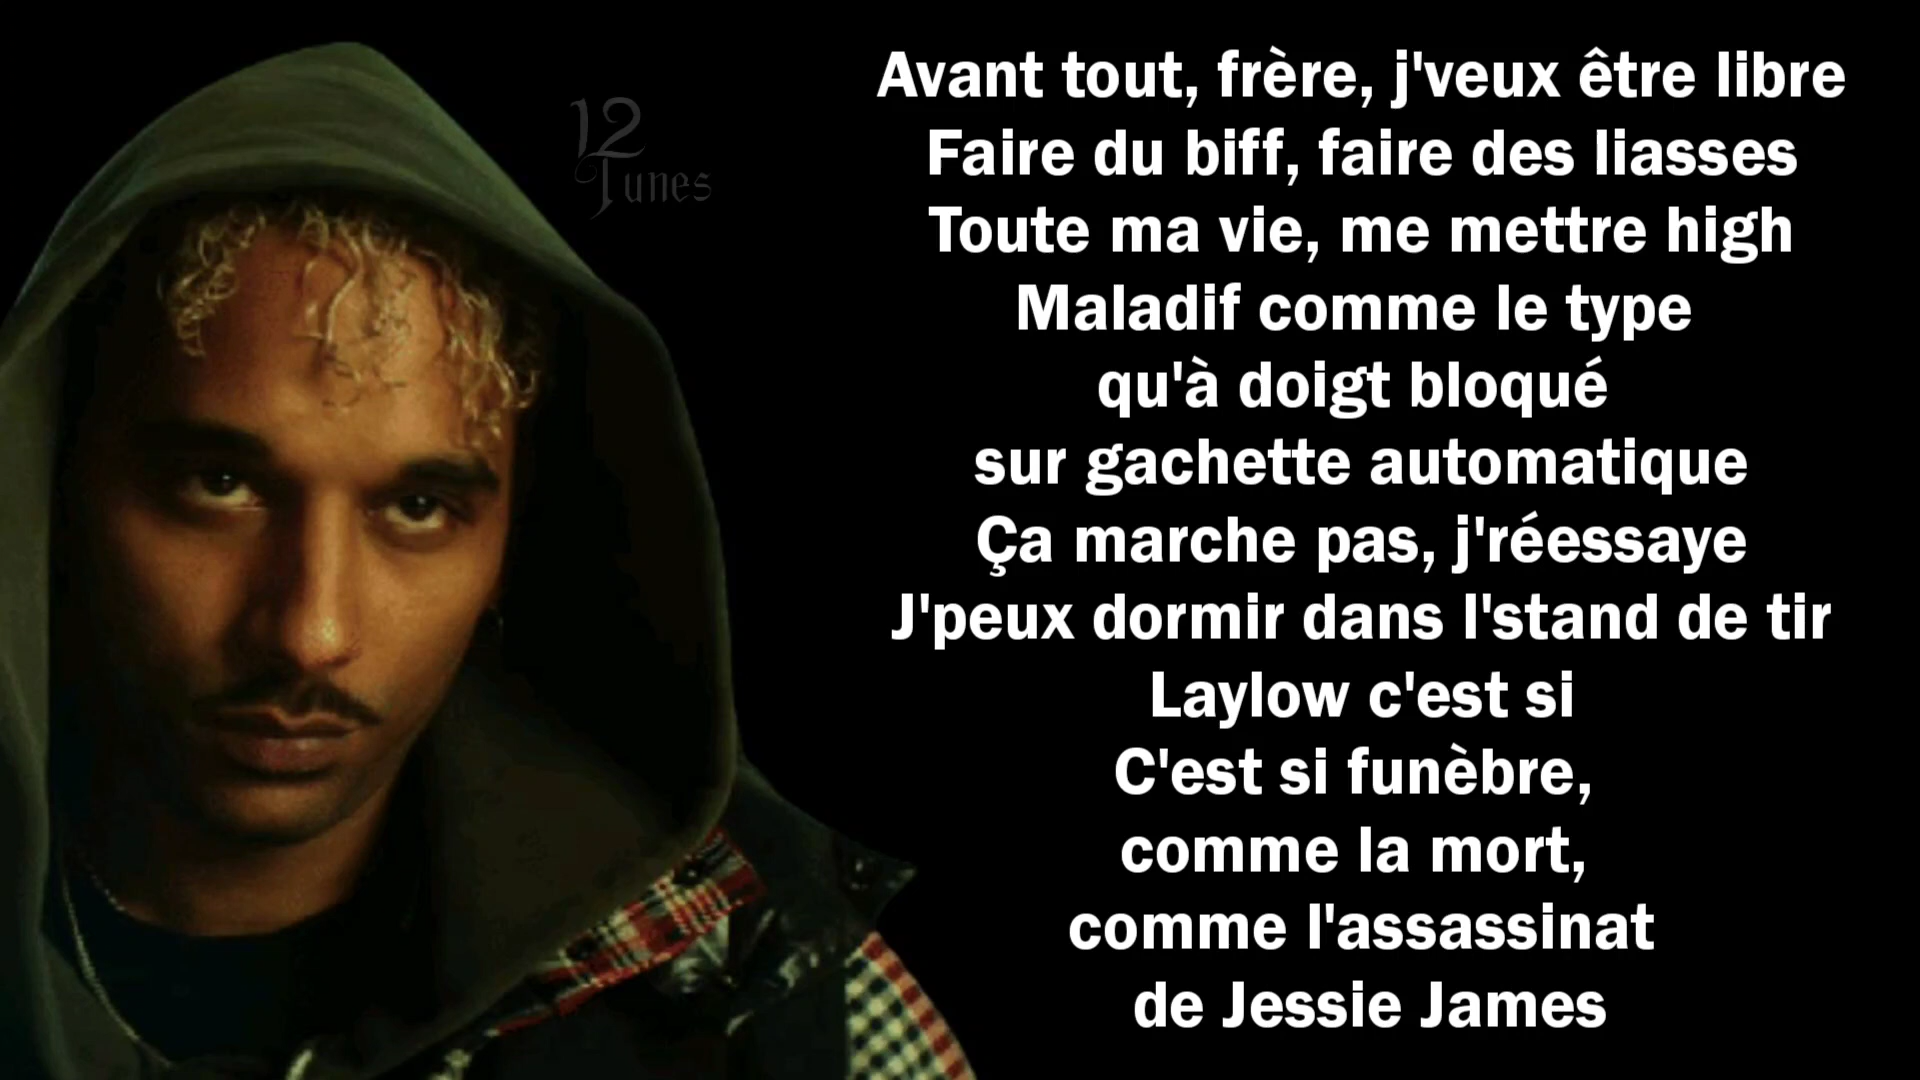 12
Tunes
Avant tout, frère, j'veux être libre
Faire du biff, faire des liasses
Toute ma vie, me mettre high
Maladif comme le type
qu'à doigt bloqué
sur gachette automatique
Ça marche pas, j'réessaye
J'peux dormir dans l'stand de tir
Laylow c'est si
C'est si funèbre,
comme la mort,
comme l'assassinat
de Jessie James